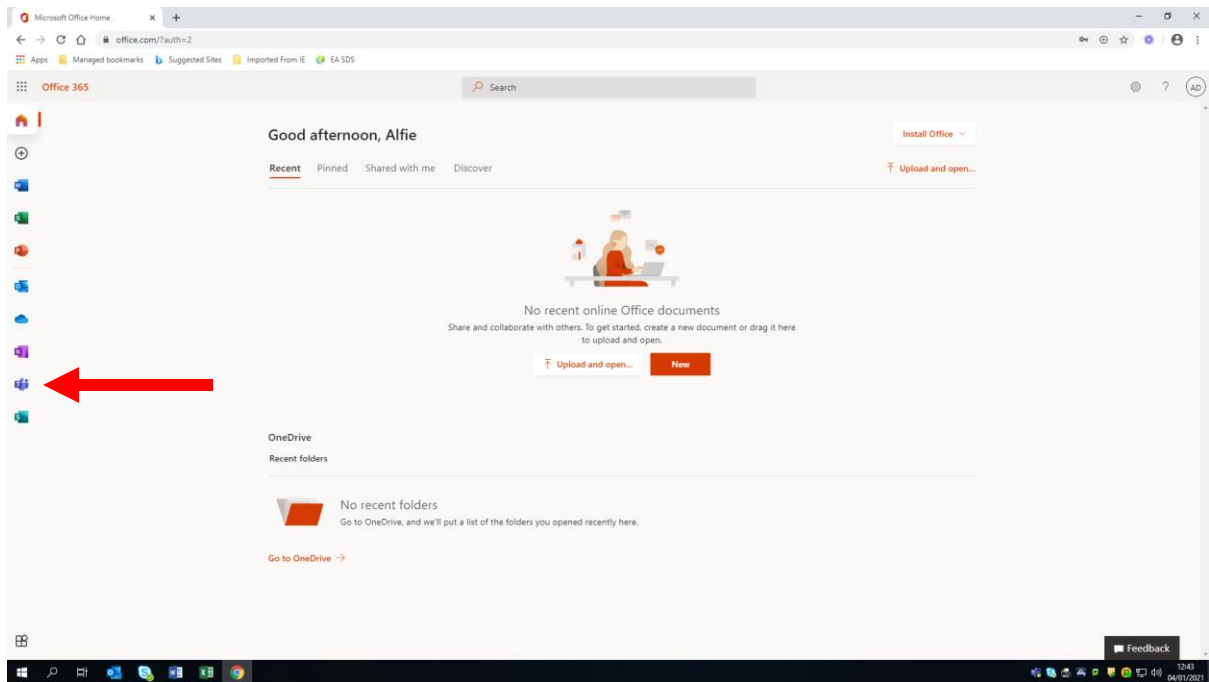 Microsoft Office Home
office.com/?auth=2
Apps Managed bookmarks Suggested Sites Imported From IE EA SDS
Office 365 Search ? AD
Good afternoon, Alfie Install Office
Recent Pinned Shared with me Discover Upload and open...
No recent online Office documents
Share and collaborate with others. To get started, create a new document or drag it here
to upload and open.
Upload and open... New
OneDrive
Recent folders
No recent folders
Go to OneDrive, and we'll put a list of the folders you opened recently here.
Go to OneDrive →
Feedback
12:43
04/01/2021